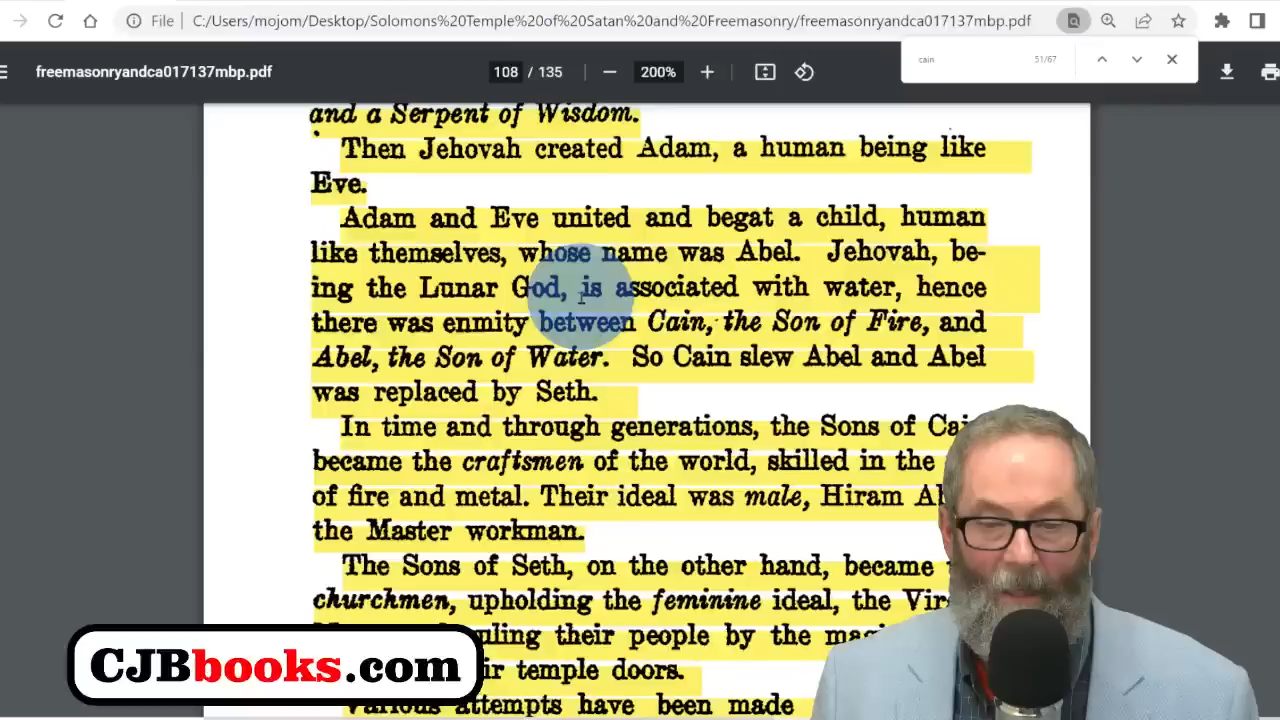 File
C:/Users/mojom/Desktop/Solomons%20Temple%20of%20Satan%20and%20Freemasonry/freemasonryandca017137mbp.pdf
freemasonryandca017137mbp.pdf
108 / 135
200%
cain
51/67
and a Serpent of Wisdom.
Then Jehovah created Adam, a human being like
Eve.
Adam and Eve united and begat a child, human
like themselves, whose name was Abel. Jehovah, be-
ing the Lunar God, is associated with water, hence
there was enmity between Cain, the Son of Fire, and
Abel, the Son of Water. So Cain slew Abel and Abel
was replaced by Seth.
In time and through generations, the Sons of
became the craftsmen of the world, skilled in the
of fire and metal. Their ideal was male, Hiram
the Master workman.
The Sons of Seth, on the other hand, became
churchmen, upholding the feminine ideal, the
their people by the
temple doors.
Various attempts have been made
CJBbooks.com